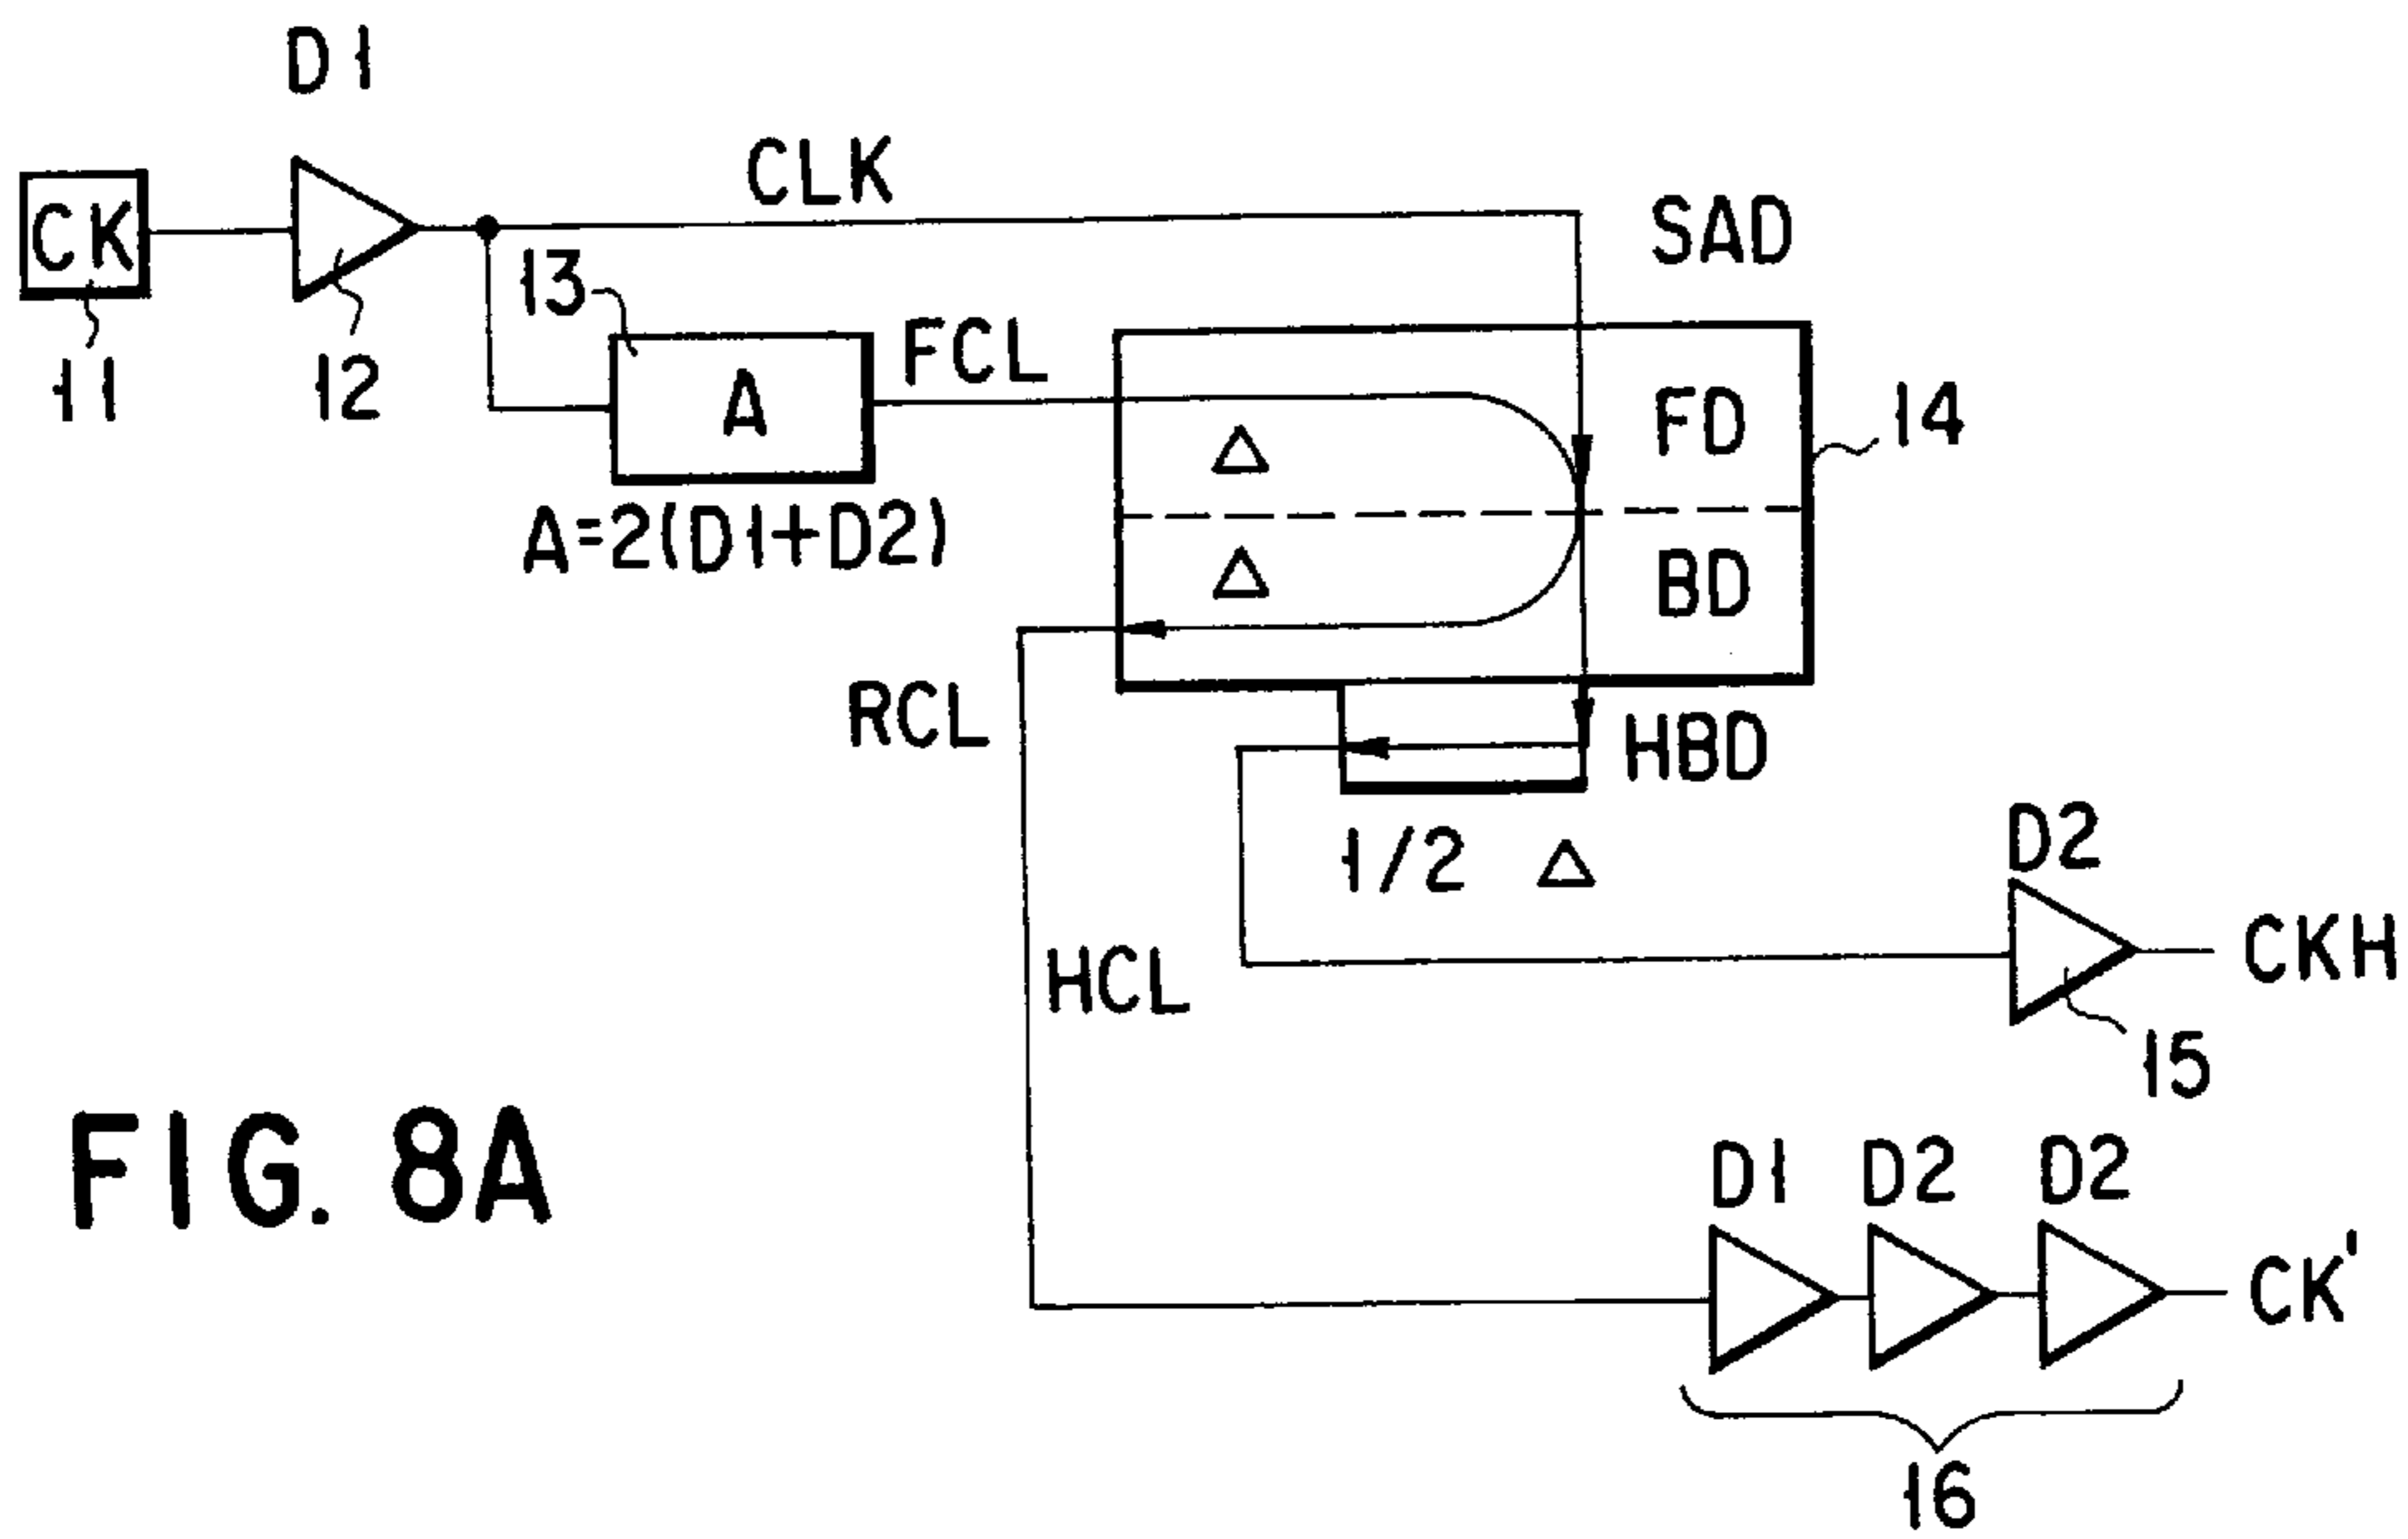 D1
CLK
CK
SAD
13
FCL
11
12
A
FD
14
Δ
A=2(D1+D2)
Δ
BD
RCL
HBD
1/2 Δ
D2
HCL
CKH
15
FIG. 8A
D1 D2 D2
CK'
16